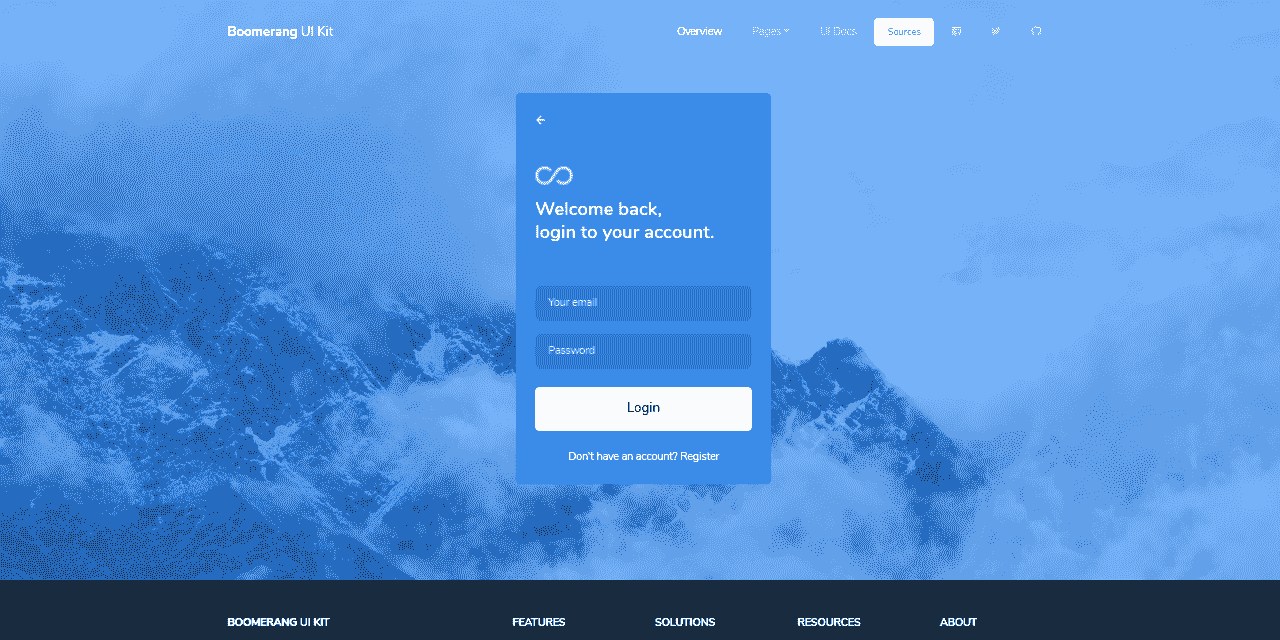 Boomerang UI Kit
Overview
Pages
UI Docs
Sources
Welcome back,
login to your account.
Your email
Password
Login
Don't have an account? Register
BOOMERANG UI KIT
FEATURES
SOLUTIONS
RESOURCES
ABOUT